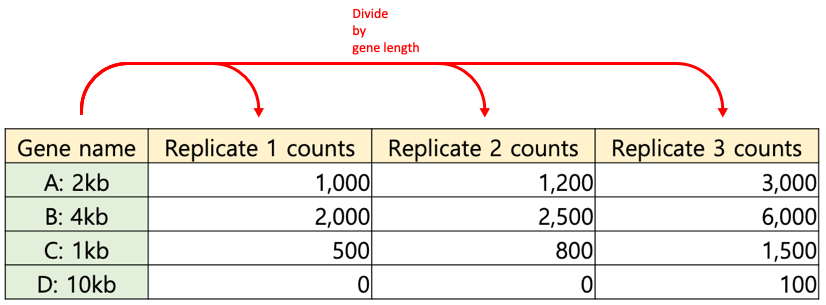 Divide
by
gene length
Gene name Replicate 1 counts Replicate 2 counts Replicate 3 counts
A: 2kb 1,000 1,200 3,000
B: 4kb 2,000 2,500 6,000
C: 1kb 500 800 1,500
D: 10kb 0 0 100